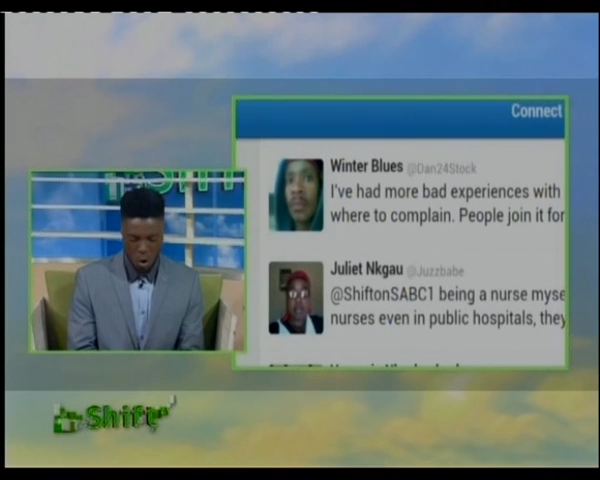 Connect
Winter Blues @Dan24Stock
I've had more bad experiences with
where to complain. People join it for
Juliet Nkgau @Juzzbabe
@ShiftonSABC1 being a nurse myse
nurses even in public hospitals, they
Shift